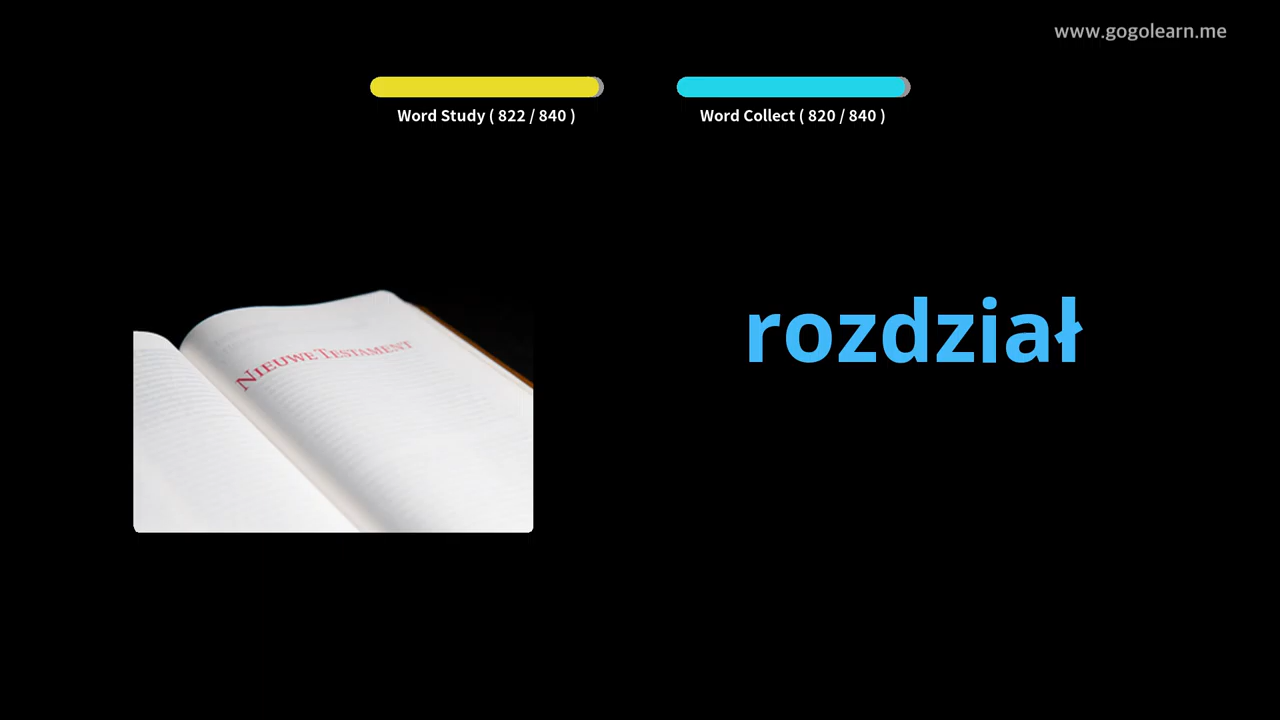 www.gogolearn.me
Word Study ( 822 / 840 )
Word Collect ( 820 / 840 )
rozdział
NIEUWE TESTAMENT